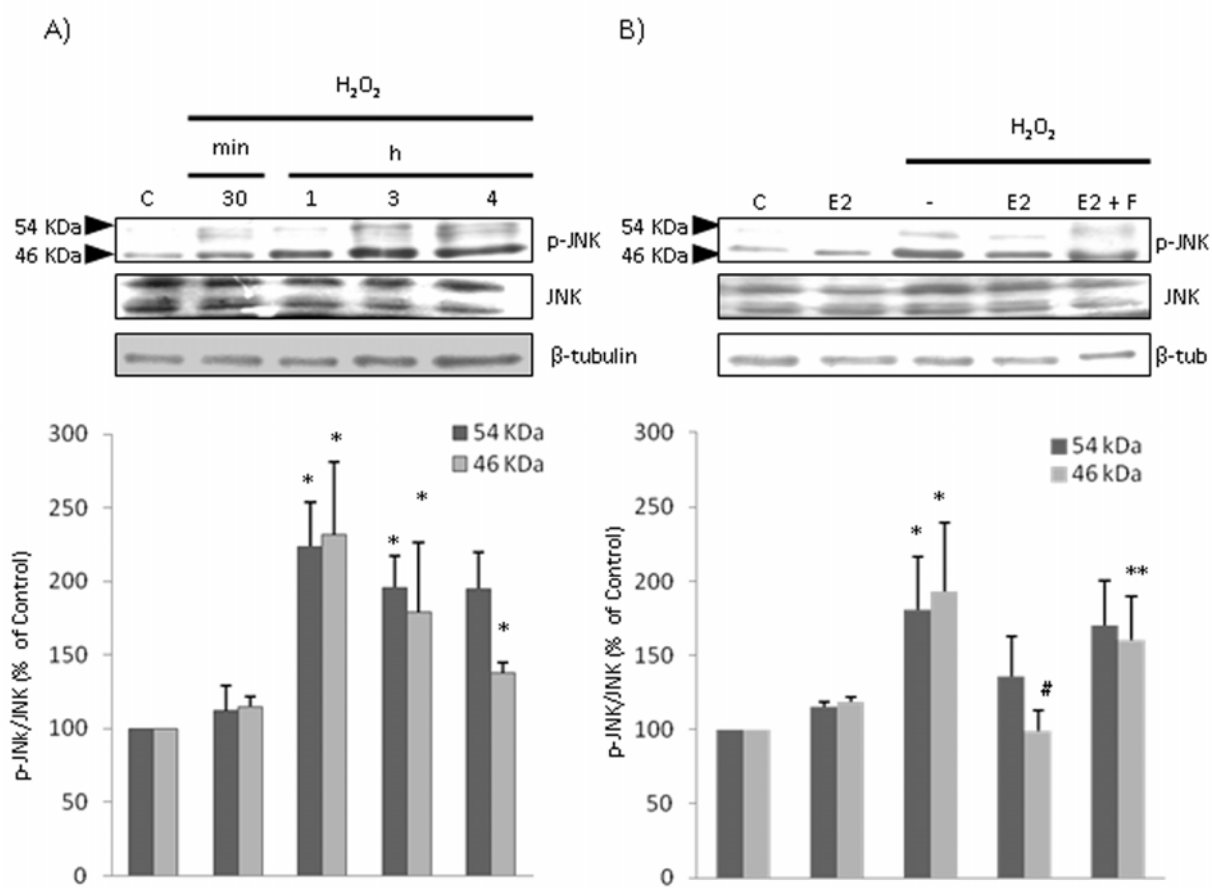 A)
H₂O₂
min h
C 30 1 3 4
54 KDa
46 KDa
p-JNK
JNK
β-tubulin
300
250
200
150
100
50
0
p-JNk/JNK (% of Control)
54 KDa
46 KDa
* *
* *
*
B)
H₂O₂
C E2 - E2 E2 + F
54 KDa
46 KDa
p-JNK
JNK
β-tub
300
250
200
150
100
50
0
p-JNK/JNK (% of Control)
54 kDa
46 kDa
* *
#
**